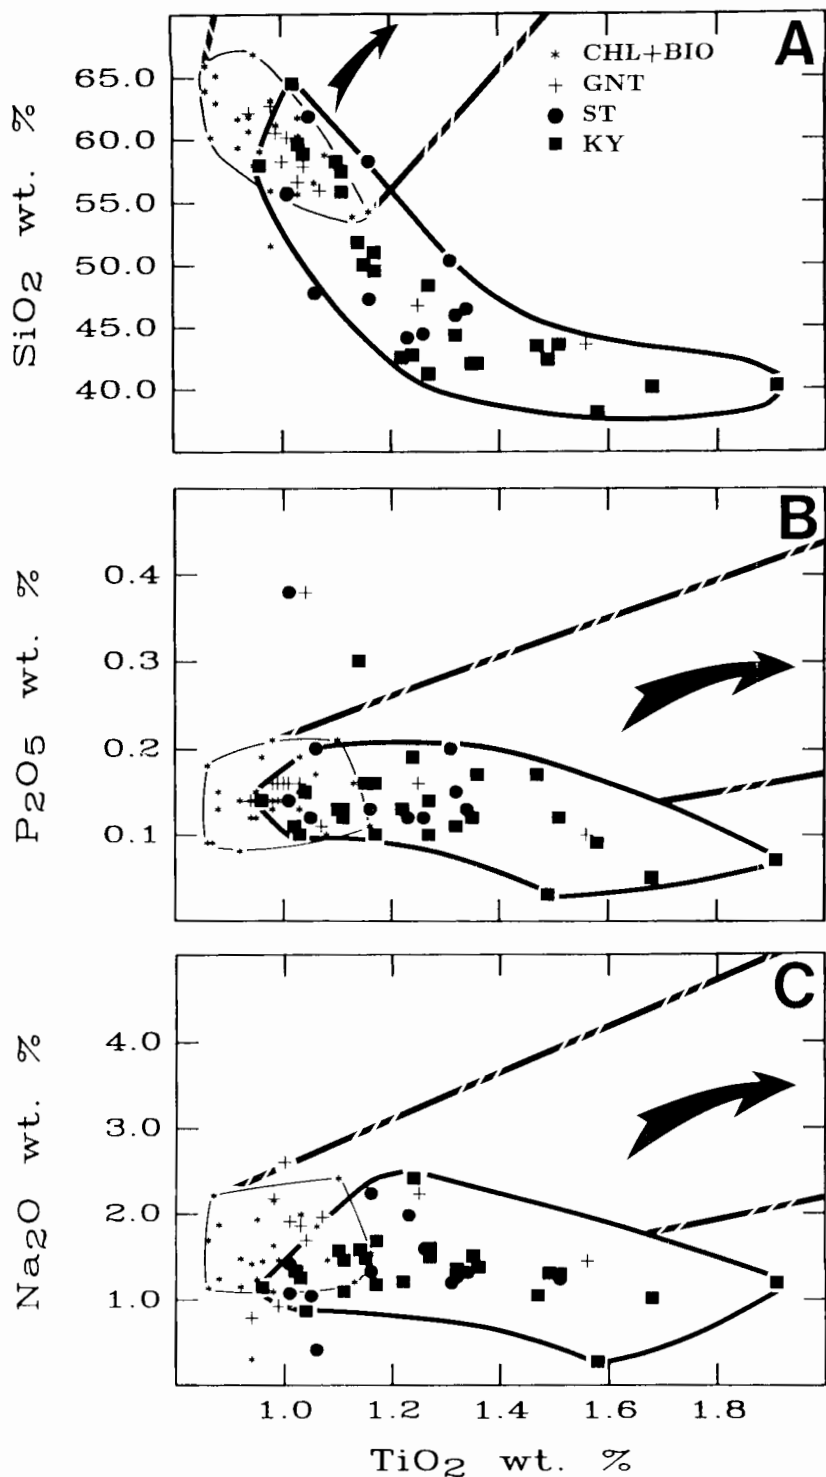 A
* CHL+BIO
+ GNT
● ST
■ KY
65.0
60.0
55.0
50.0
45.0
40.0
SiO2 wt. %
B
0.4
0.3
0.2
0.1
P2O5 wt. %
C
4.0
3.0
2.0
1.0
Na2O wt. %
1.0 1.2 1.4 1.6 1.8
TiO2 wt. %